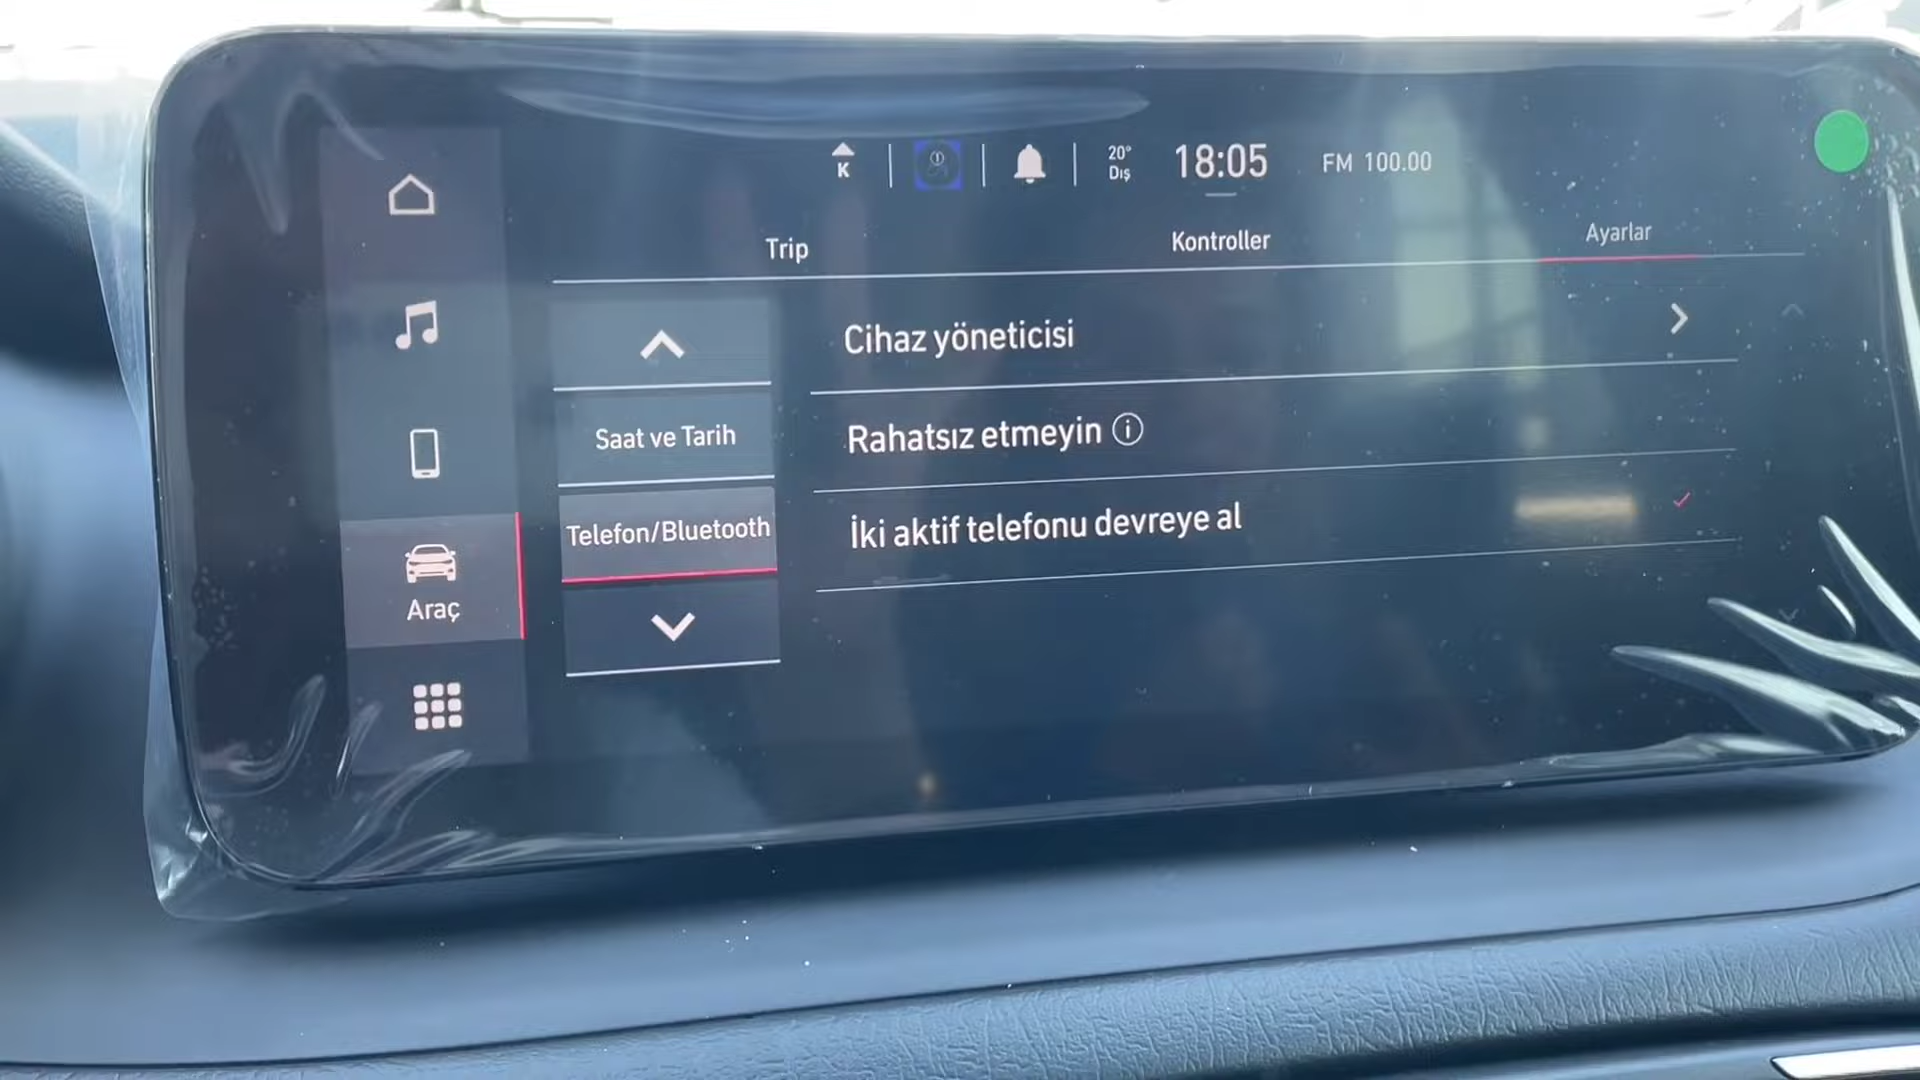 K
20°
Dış
18:05
FM 100.00
Trip
Kontroller
Ayarlar
Cihaz yöneticisi
Saat ve Tarih
Rahatsız etmeyin
Telefon/Bluetooth
İki aktif telefonu devreye al
Araç